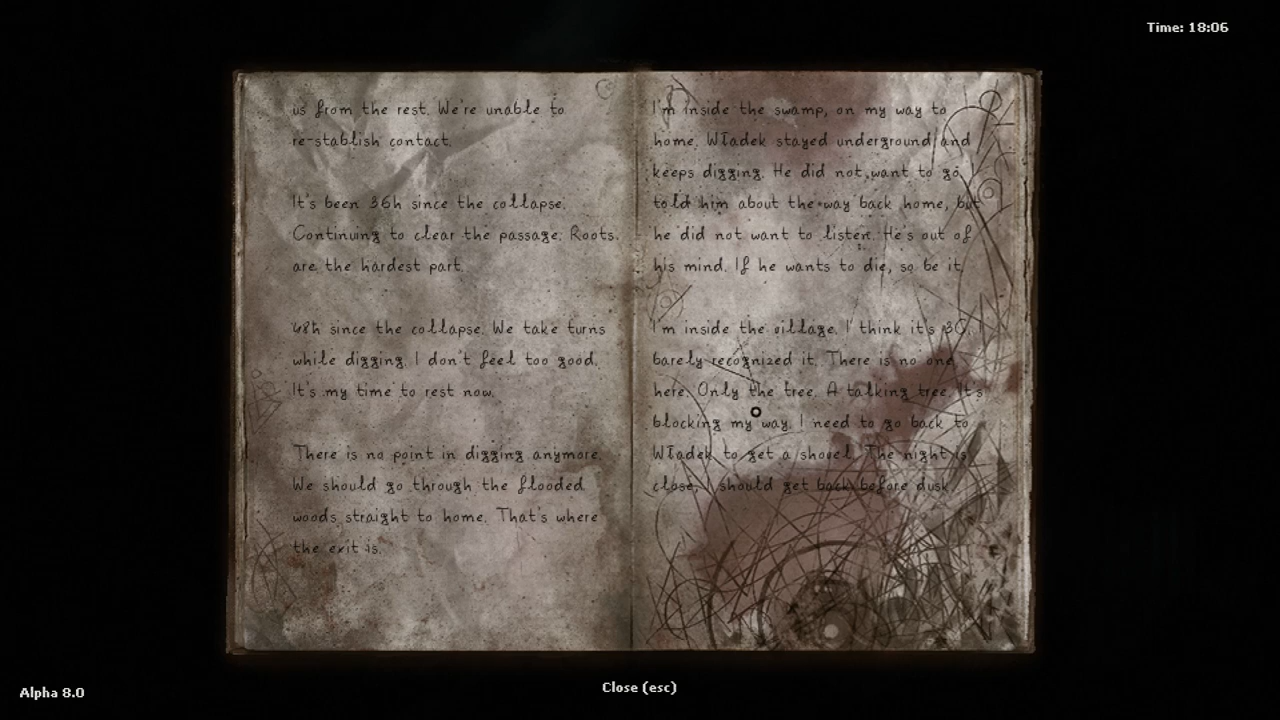 Time: 18:06
us from the rest. We're unable to
re-stablish contact.
It's been 36h since the collapse.
Continuing to clear the passage. Roots
are the hardest part.
48h since the collapse. We take turns
while digging. I don't feel too good.
It's my time to rest now.
There is no point in digging anymore.
We should go through the flooded
woods straight to home. That's where
the exit is.
I'm inside the swamp, on my way to
home. Władek stayed underground and
keeps digging. He did not want to go,
told him about the way back home, but
he did not want to listen. He's out of
his mind. If he wants to die, so be it.
I'm inside the village. I think it's 30. I
barely recognized it. There is no one
here. Only the tree. A talking tree. It's
blocking my way. I need to go back to
Władek to get a shovel. The night is
close, I should get back before dusk.
Alpha 8.0
Close (esc)